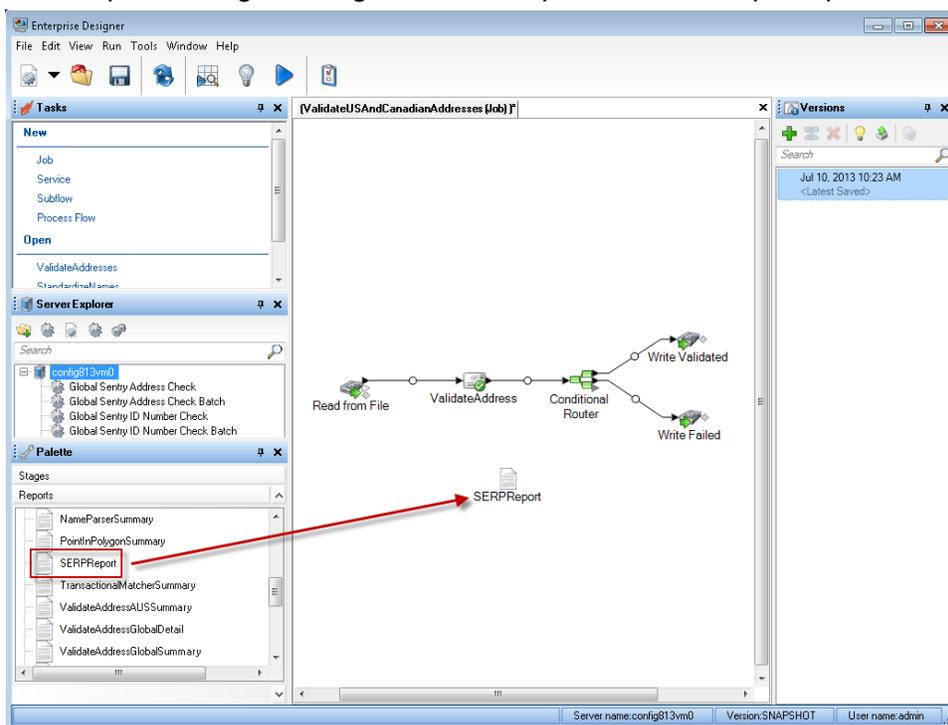 Enterprise Designer
File Edit View Run Tools Window Help
Tasks
New
Job
Service
Subflow
Process Flow
Open
ValidateAddresses
StandardizeNames
Server Explorer
Search
config813vm0
Global Sentry Address Check
Global Sentry Address Check Batch
Global Sentry ID Number Check
Global Sentry ID Number Check Batch
Palette
Stages
Reports
NameParserSummary
PointInPolygonSummary
SERPReport
TransactionalMatcherSummary
ValidateAddressAUSSummary
ValidateAddressGlobalDetail
ValidateAddressGlobalSummary
(ValidateUSAndCanadianAddresses (Job) )*
Read from File
ValidateAddress
Conditional
Router
Write Validated
Write Failed
SERPReport
Versions
Search
Jul 10, 2013 10:23 AM
<Latest Saved>
Server name:config813vm0
Version:SNAPSHOT
User name:admin